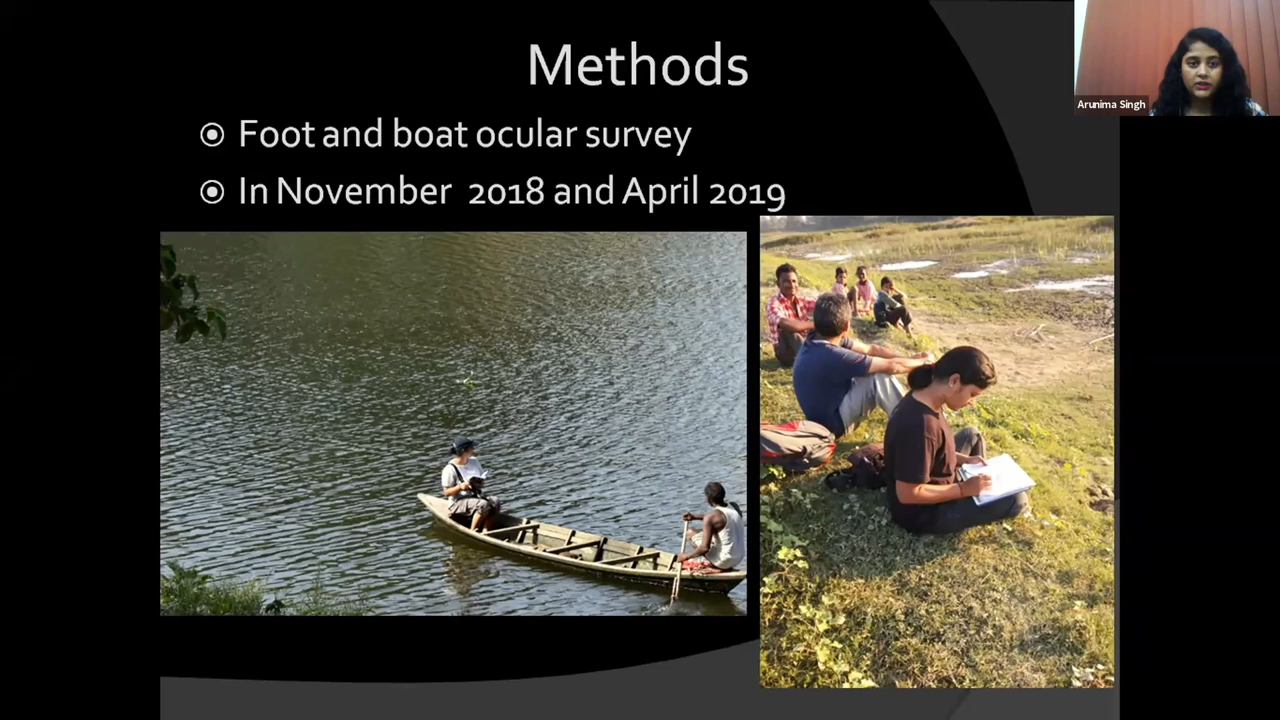 Methods
Foot and boat ocular survey
In November 2018 and April 2019
Arunima Singh